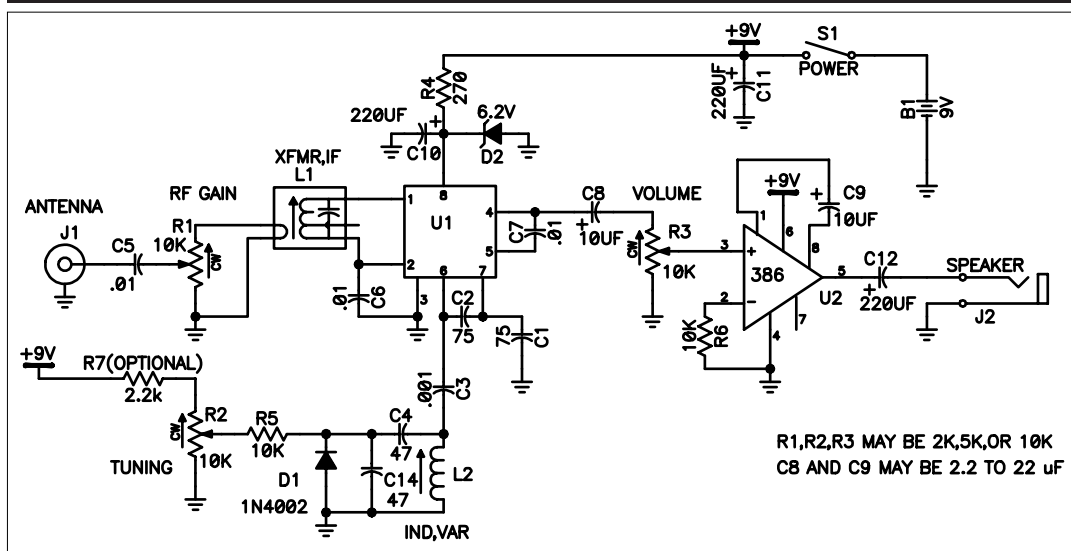 +9V
S1
POWER
R4
270
220UF
+
C11
B1
9V
220UF
+
C10
6.2V
D2
XFMR,IF
L1
RF GAIN
ANTENNA
J1
R1
10K
CW
C5
.01
8
1
U1
4
2
5
6
7
3
.01
C6
C7
.01
C8
+
10UF
VOLUME
R3
CW
10K
+9V
+
C9
10UF
1
6
8
3
+
386
5
2
−
U2
7
4
10K
R6
C12
+
220UF
SPEAKER
J2
C2
75
75
C1
.001
C3
+9V
R7(OPTIONAL)
2.2k
R2
CW
10K
TUNING
R5
10K
C4
47
D1
1N4002
C14
47
L2
IND,VAR
R1,R2,R3 MAY BE 2K,5K,OR 10K
C8 AND C9 MAY BE 2.2 TO 22 uF